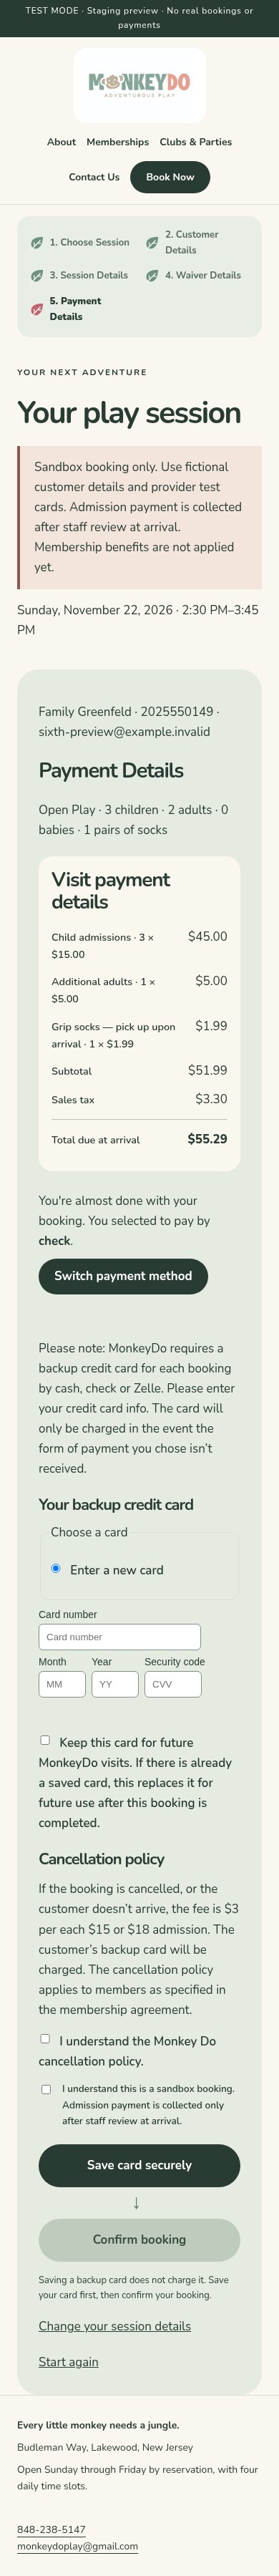 TEST MODE · Staging preview · No real bookings or
payments
MONKEYDO
ADVENTUROUS PLAY
About Memberships Clubs & Parties
Contact Us Book Now
1. Choose Session
2. Customer
Details
3. Session Details
4. Waiver Details
5. Payment
Details
YOUR NEXT ADVENTURE
Your play session
Sandbox booking only. Use fictional
customer details and provider test
cards. Admission payment is collected
after staff review at arrival.
Membership benefits are not applied
yet.
Sunday, November 22, 2026 · 2:30 PM–3:45
PM
Family Greenfeld · 2025550149 ·
sixth-preview@example.invalid
Payment Details
Open Play · 3 children · 2 adults · 0
babies · 1 pairs of socks
Visit payment
details
Child admissions · 3 × $45.00
$15.00
Additional adults · 1 × $5.00
$5.00
Grip socks — pick up upon $1.99
arrival · 1 × $1.99
Subtotal $51.99
Sales tax $3.30
Total due at arrival $55.29
You're almost done with your
booking. You selected to pay by
check.
Switch payment method
Please note: MonkeyDo requires a
backup credit card for each booking
by cash, check or Zelle. Please enter
your credit card info. The card will
only be charged in the event the
form of payment you chose isn't
received.
Your backup credit card
Choose a card
Enter a new card
Card number
Card number
Month Year Security code
MM YY CVV
Keep this card for future
MonkeyDo visits. If there is already
a saved card, this replaces it for
future use after this booking is
completed.
Cancellation policy
If the booking is cancelled, or the
customer doesn't arrive, the fee is $3
per each $15 or $18 admission. The
customer's backup card will be
charged. The cancellation policy
applies to members as specified in
the membership agreement.
I understand the Monkey Do
cancellation policy.
I understand this is a sandbox booking.
Admission payment is collected only
after staff review at arrival.
Save card securely
↓
Confirm booking
Saving a backup card does not charge it. Save
your card first, then confirm your booking.
Change your session details
Start again
Every little monkey needs a jungle.
Budleman Way, Lakewood, New Jersey
Open Sunday through Friday by reservation, with four
daily time slots.
848-238-5147
monkeydoplay@gmail.com